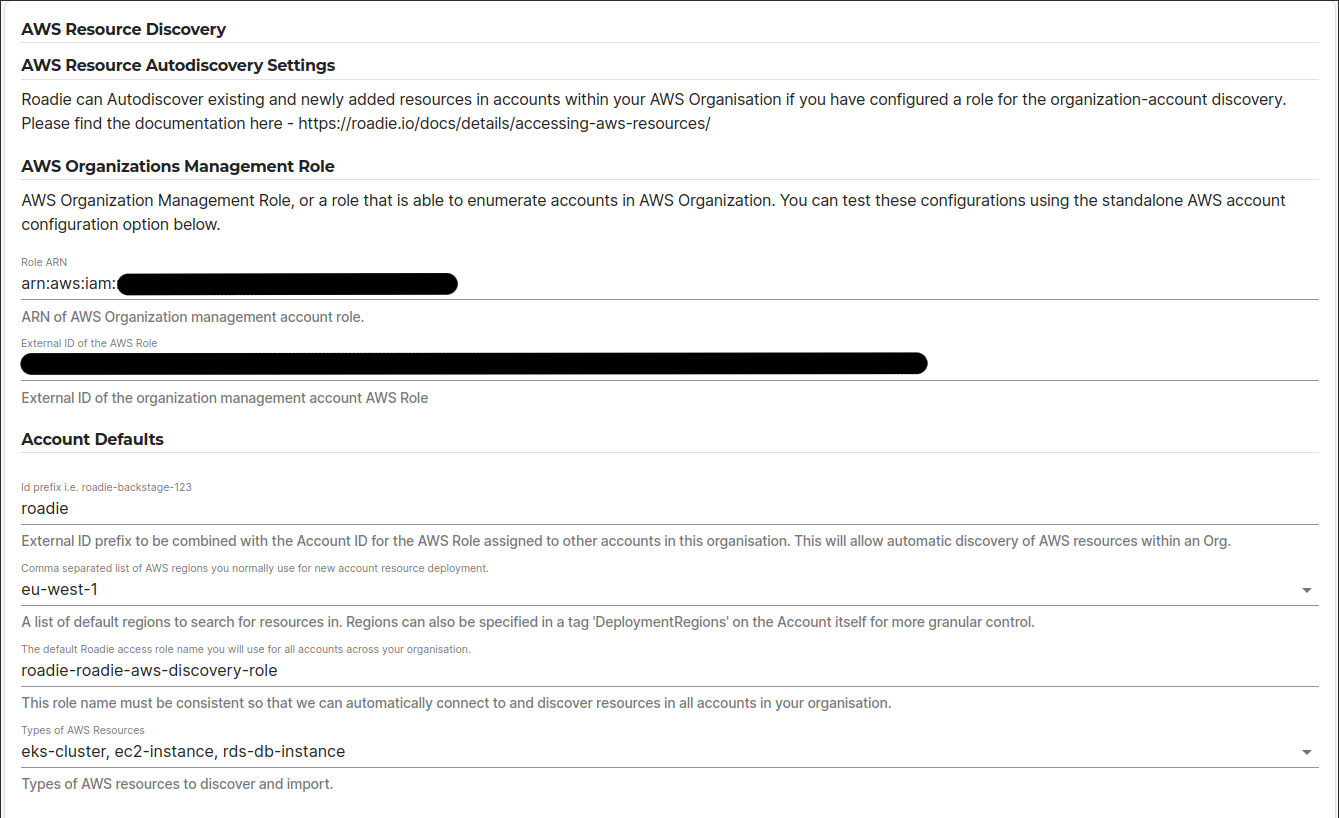 AWS Resource Discovery
AWS Resource Autodiscovery Settings
Roadie can Autodiscover existing and newly added resources in accounts within your AWS Organisation if you have configured a role for the organization-account discovery.
Please find the documentation here - https://roadie.io/docs/details/accessing-aws-resources/
AWS Organizations Management Role
AWS Organization Management Role, or a role that is able to enumerate accounts in AWS Organization. You can test these configurations using the standalone AWS account
configuration option below.
Role ARN
arn:aws:iam:
ARN of AWS Organization management account role.
External ID of the AWS Role
External ID of the organization management account AWS Role
Account Defaults
Id prefix i.e. roadie-backstage-123
roadie
External ID prefix to be combined with the Account ID for the AWS Role assigned to other accounts in this organisation. This will allow automatic discovery of AWS resources within an Org.
Comma separated list of AWS regions you normally use for new account resource deployment.
eu-west-1
A list of default regions to search for resources in. Regions can also be specified in a tag 'DeploymentRegions' on the Account itself for more granular control.
The default Roadie access role name you will use for all accounts across your organisation.
roadie-roadie-aws-discovery-role
This role name must be consistent so that we can automatically connect to and discover resources in all accounts in your organisation.
Types of AWS Resources
eks-cluster, ec2-instance, rds-db-instance
Types of AWS resources to discover and import.